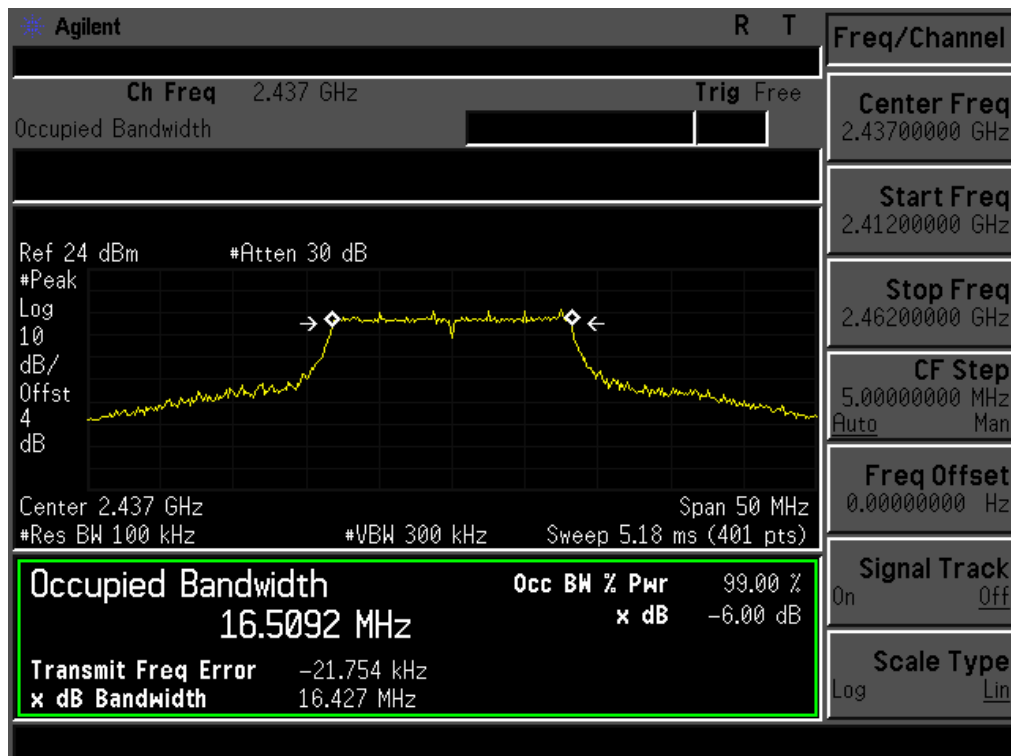 Agilent
R T
Freq/Channel
Ch Freq 2.437 GHz
Trig Free
Occupied Bandwidth
Center Freq
2.43700000 GHz
Start Freq
2.41200000 GHz
Stop Freq
2.46200000 GHz
CF Step
5.00000000 MHz
Auto Man
Freq Offset
0.00000000 Hz
Signal Track
On Off
Scale Type
Log Lin
Ref 24 dBm #Atten 30 dB
#Peak
Log
10
dB/
Offst
4
dB
Center 2.437 GHz Span 50 MHz
#Res BW 100 kHz #VBW 300 kHz Sweep 5.18 ms (401 pts)
Occupied Bandwidth
16.5092 MHz
Occ BW % Pwr 99.00 %
x dB -6.00 dB
Transmit Freq Error -21.754 kHz
x dB Bandwidth 16.427 MHz